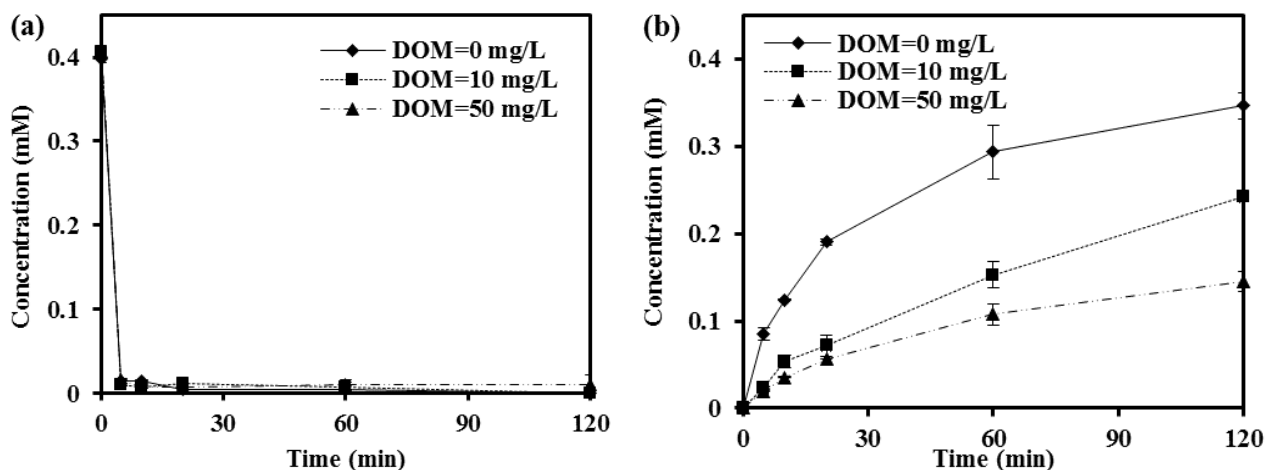 (a)
DOM=0 mg/L
DOM=10 mg/L
DOM=50 mg/L
Concentration (mM)
0.4
0.3
0.2
0.1
0
0 30 60 90 120
Time (min)
(b)
DOM=0 mg/L
DOM=10 mg/L
DOM=50 mg/L
Concentration (mM)
0.4
0.3
0.2
0.1
0
0 30 60 90 120
Time (min)